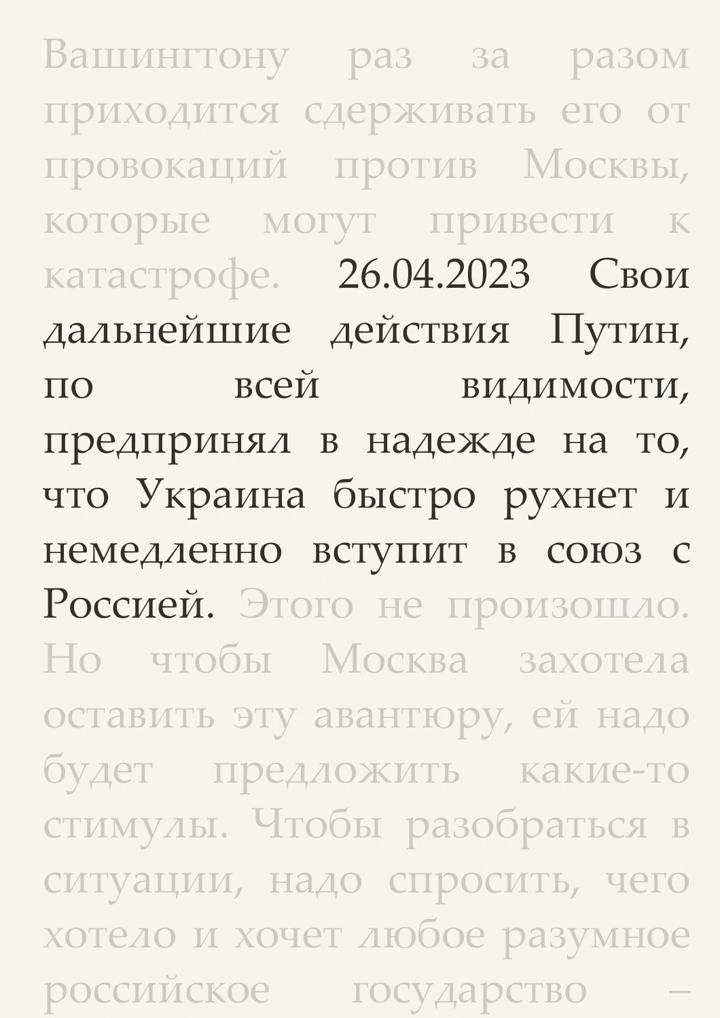 Вашингтону раз за разом
приходится сдерживать его от
провокаций против Москвы,
которые могут привести к
катастрофе. 26.04.2023 Свои
дальнейшие действия Путин,
по всей видимости,
предпринял в надежде на то,
что Украина быстро рухнет и
немедленно вступит в союз с
Россией. Этого не произошло.
Но чтобы Москва захотела
оставить эту авантюру, ей надо
будет предложить какие-то
стимулы. Чтобы разобраться в
ситуации, надо спросить, чего
хотело и хочет любое разумное
российское государство –